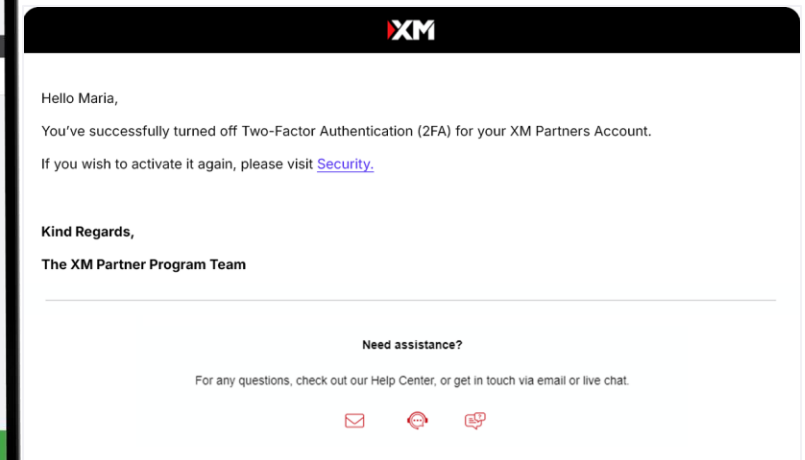 XM
Hello Maria,
You've successfully turned off Two-Factor Authentication (2FA) for your XM Partners Account.
If you wish to activate it again, please visit Security.
Kind Regards,
The XM Partner Program Team
Need assistance?
For any questions, check out our Help Center, or get in touch via email or live chat.